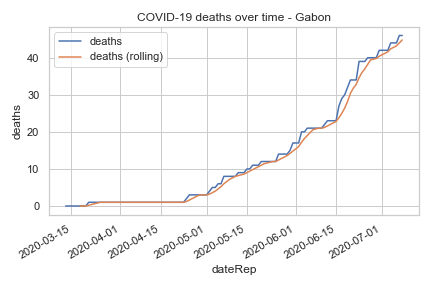 COVID-19 deaths over time - Gabon
deaths
deaths (rolling)
deaths
40
30
20
10
0
2020-03-15
2020-04-01
2020-04-15
2020-05-01
2020-05-15
2020-06-01
2020-06-15
2020-07-01
dateRep